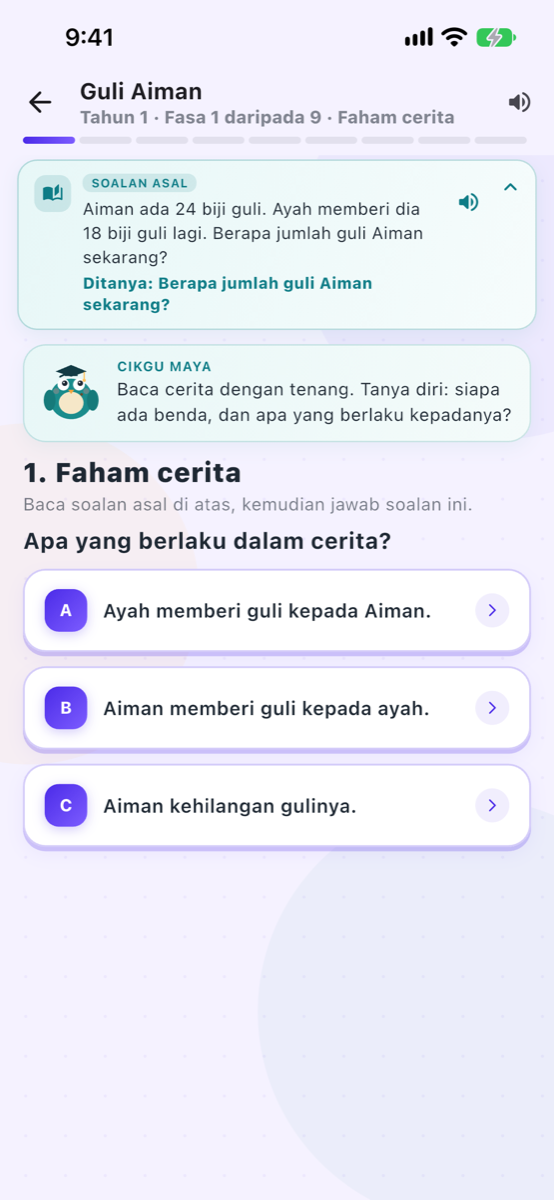 9:41
Guli Aiman
Tahun 1 · Fasa 1 daripada 9 · Faham cerita
SOALAN ASAL
Aiman ada 24 biji guli. Ayah memberi dia
18 biji guli lagi. Berapa jumlah guli Aiman
sekarang?
Ditanya: Berapa jumlah guli Aiman
sekarang?
CIKGU MAYA
Baca cerita dengan tenang. Tanya diri: siapa
ada benda, dan apa yang berlaku kepadanya?
1. Faham cerita
Baca soalan asal di atas, kemudian jawab soalan ini.
Apa yang berlaku dalam cerita?
A Ayah memberi guli kepada Aiman.
B Aiman memberi guli kepada ayah.
C Aiman kehilangan gulinya.